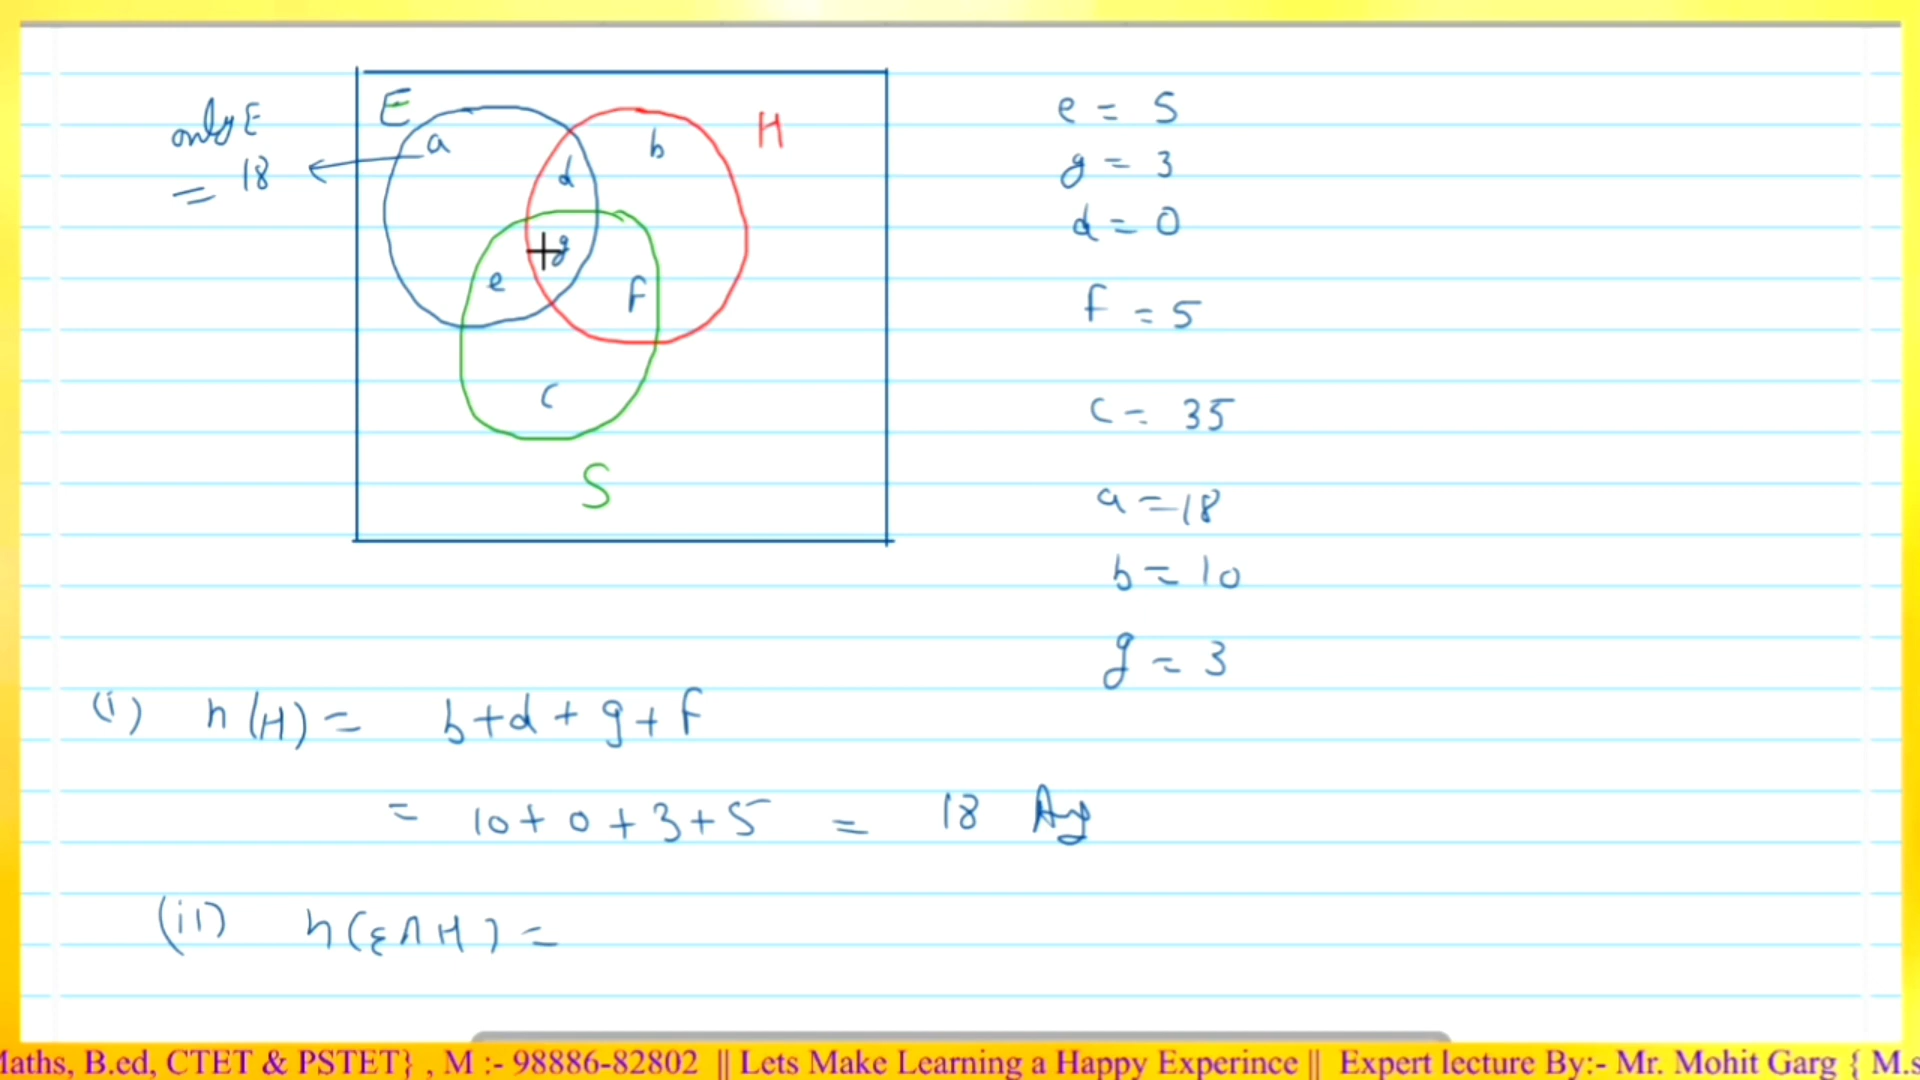 only E
= 18
E
a
d
b
H
g
e
f
c
S
e = 5
g = 3
d = 0
f = 5
c = 35
a = 18
b = 10
g = 3
(i) n(H) = b+d+g+f
= 10+0+3+5 = 18 Ans
(ii) n(E∩H) =
Maths, B.ed, CTET & PSTET} , M :- 98886-82802 || Lets Make Learning a Happy Experince || Expert lecture By:- Mr. Mohit Garg { M.s